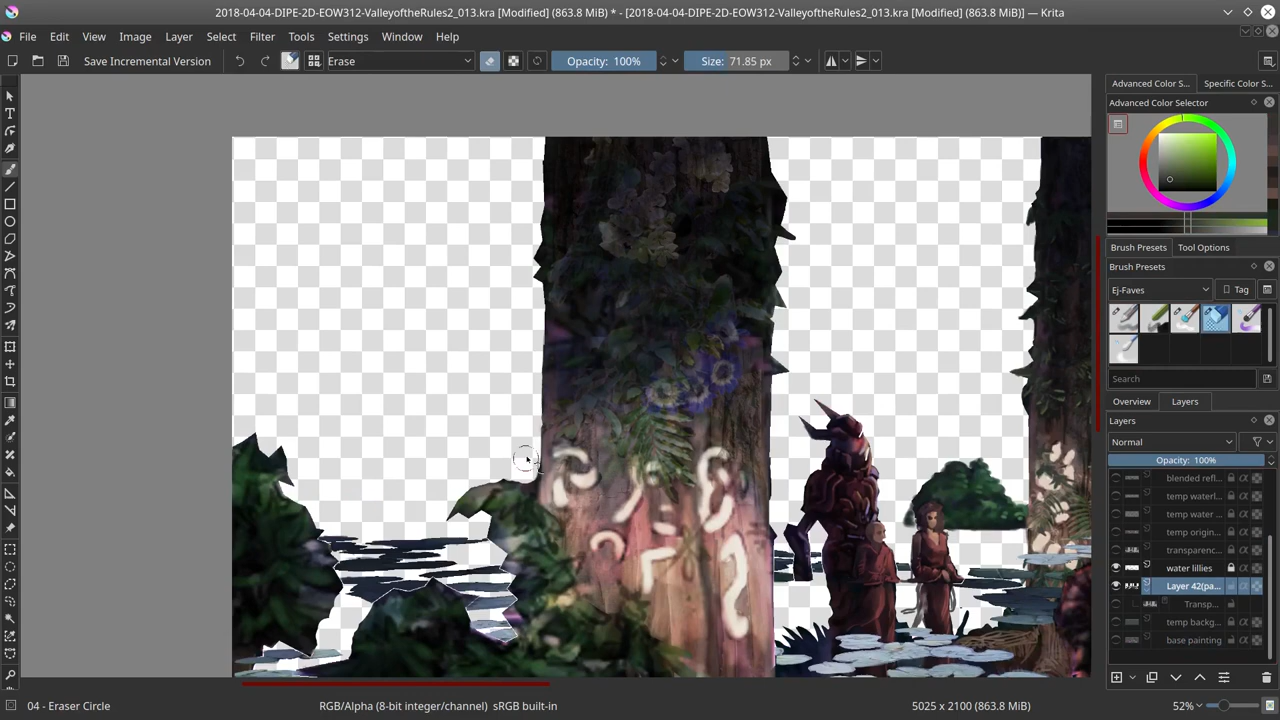 2018-04-04-DIPE-2D-EOW312-ValleyoftheRules2_013.kra [Modified] (863.8 MiB) * - [2018-04-04-DIPE-2D-EOW312-ValleyoftheRules2_013.kra [Modified] (863.8 MiB)] — Krita
File Edit View Image Layer Select Filter Tools Settings Window Help
Save Incremental Version Erase Opacity: 100% Size: 71.85 px
Advanced Color S... Specific Color S...
Advanced Color Selector
Brush Presets Tool Options
Brush Presets
Ej-Faves Tag
Search
Overview Layers
Layers
Normal
Opacity: 100%
blended refl...
temp waterl...
temp water ...
temp origin...
transparenc...
water lillies
Layer 42(pa...
Transp...
temp backg...
base painting
04 - Eraser Circle RGB/Alpha (8-bit integer/channel) sRGB built-in 5025 x 2100 (863.8 MiB) 52%